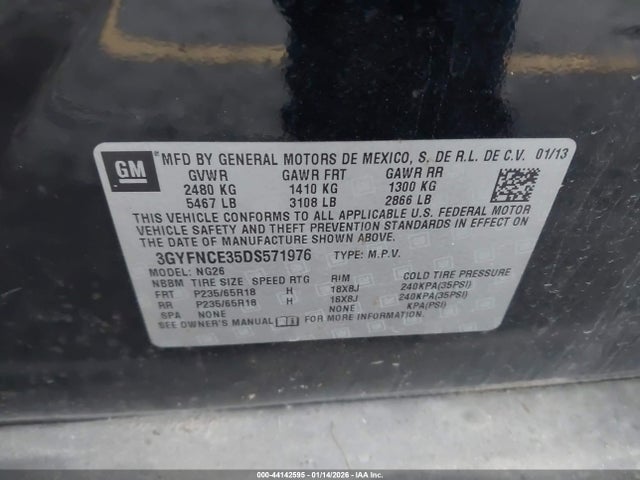 GM
MFD BY GENERAL MOTORS DE MEXICO, S. DE R.L. DE C.V. 01/13
GVWR GAWR FRT GAWR RR
2480 KG 1410 KG 1300 KG
5467 LB 3108 LB 2866 LB
THIS VEHICLE CONFORMS TO ALL APPLICABLE U.S. FEDERAL MOTOR
VEHICLE SAFETY AND THEFT PREVENTION STANDARDS IN EFFECT ON THE DATE OF
MANUFACTURE SHOWN ABOVE.
3GYFNCE35DS571976 TYPE: M.P.V.
MODEL: NG26
NBBM TIRE SIZE SPEED RTG RIM COLD TIRE PRESSURE
FRT P235/65R18 H 18X8J 240KPA(35PSI)
RR P235/65R18 H 18X8J 240KPA(35PSI)
SPA NONE NONE KPA(PSI)
SEE OWNER'S MANUAL FOR MORE INFORMATION.
000-44142595 - 01/14/2026 - IAAI.CA